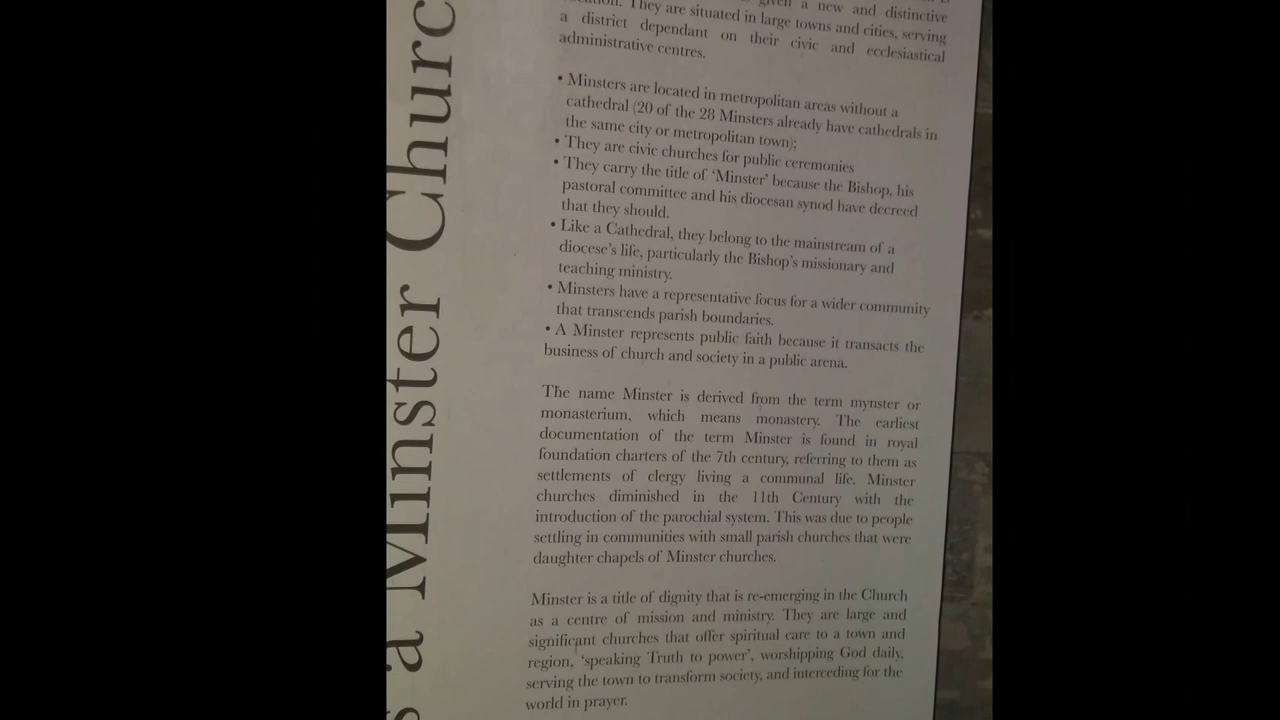 given a new and distinctive
They are situated in large towns and cities, serving
a district dependant on their civic and ecclesiastical
administrative centres.
• Minsters are located in metropolitan areas without a
cathedral (20 of the 28 Minsters already have cathedrals in
the same city or metropolitan town);
• They are civic churches for public ceremonies
• They carry the title of ‘Minster’ because the Bishop, his
pastoral committee and his diocesan synod have decreed
that they should.
• Like a Cathedral, they belong to the mainstream of a
diocese’s life, particularly the Bishop’s missionary and
teaching ministry.
• Minsters have a representative focus for a wider community
that transcends parish boundaries.
• A Minster represents public faith because it transacts the
business of church and society in a public arena.
The name Minster is derived from the term mynster or
monasterium, which means monastery. The earliest
documentation of the term Minster is found in royal
foundation charters of the 7th century, referring to them as
settlements of clergy living a communal life. Minster
churches diminished in the 11th Century with the
introduction of the parochial system. This was due to people
settling in communities with small parish churches that were
daughter chapels of Minster churches.
Minster is a title of dignity that is re-emerging in the Church
as a centre of mission and ministry. They are large and
significant churches that offer spiritual care to a town and
region, ‘speaking Truth to power’, worshipping God daily,
serving the town to transform society, and interceding for the
world in prayer.
s a Minster Churc